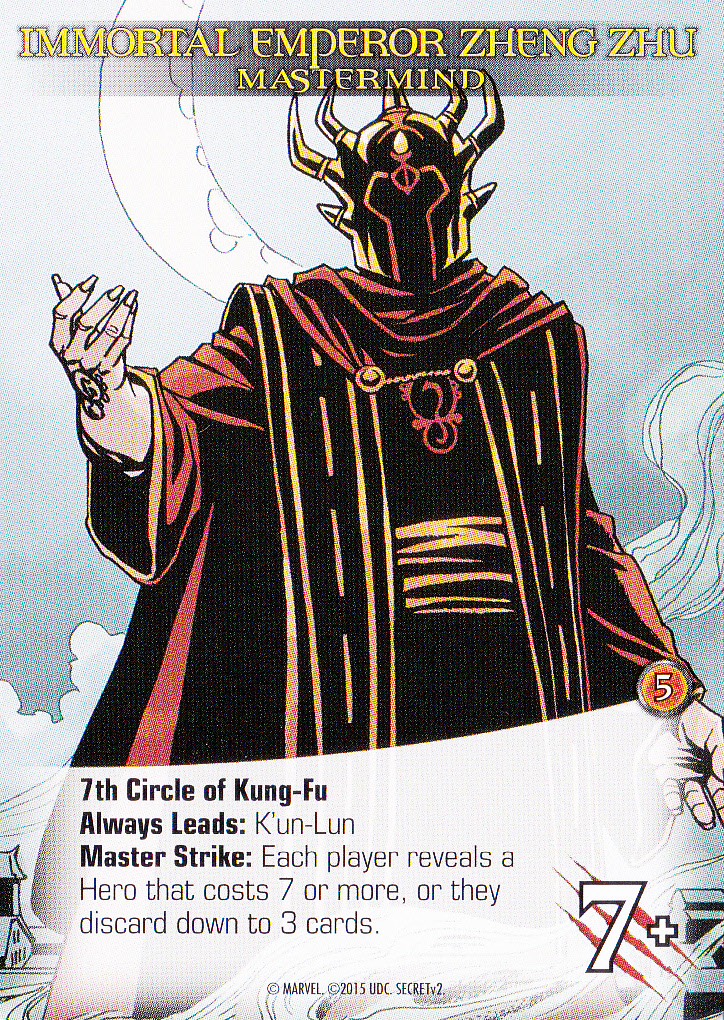 IMMORTAL EMPEROR ZHENG ZHU
MASTERMIND
5
7th Circle of Kung-Fu
Always Leads: K'un-Lun
Master Strike: Each player reveals a
Hero that costs 7 or more, or they
discard down to 3 cards.
7+
© MARVEL. ©2015 UDC. SECRETv2.